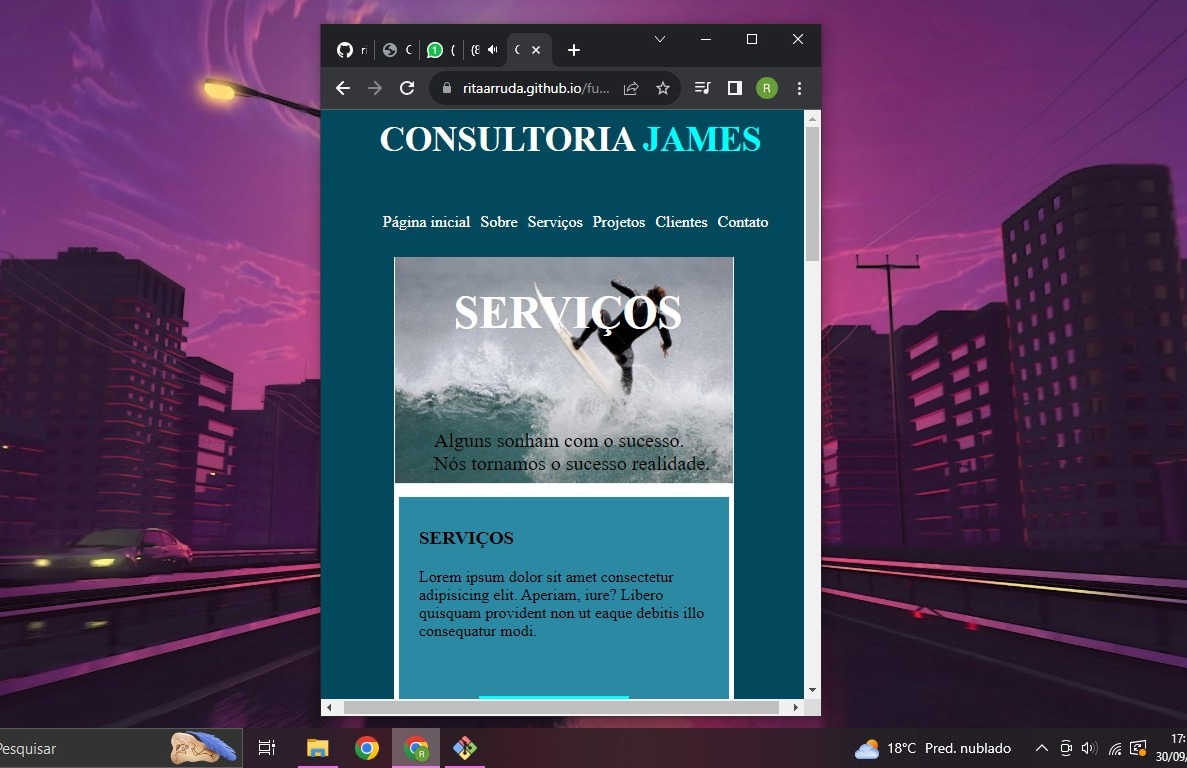 ritaarruda.github.io/fu...
R
CONSULTORIA JAMES
Página inicial Sobre Serviços Projetos Clientes Contato
SERVIÇOS
Alguns sonham com o sucesso.
Nós tornamos o sucesso realidade.
SERVIÇOS
Lorem ipsum dolor sit amet consectetur
adipisicing elit. Aperiam, iure? Libero
quisquam provident non ut eaque debitis illo
consequatur modi.
Pesquisar
R
18°C Pred. nublado
17:
30/09/